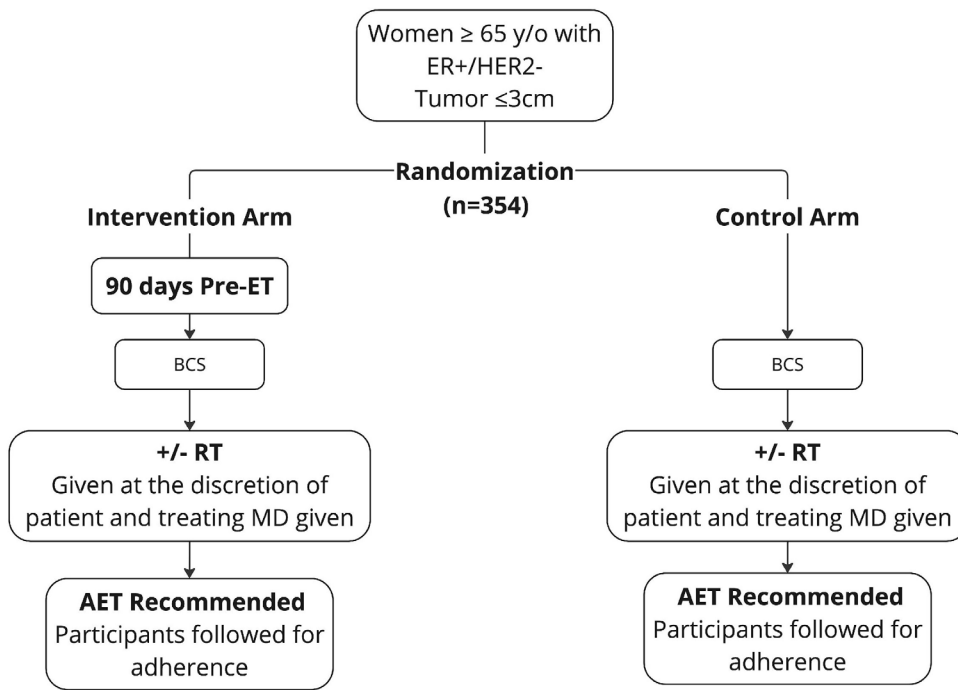 Women ≥ 65 y/o with
ER+/HER2-
Tumor ≤3cm
Randomization
(n=354)
Intervention Arm
Control Arm
90 days Pre-ET
BCS
BCS
+/- RT
Given at the discretion of
patient and treating MD given
+/- RT
Given at the discretion of
patient and treating MD given
AET Recommended
Participants followed for
adherence
AET Recommended
Participants followed for
adherence